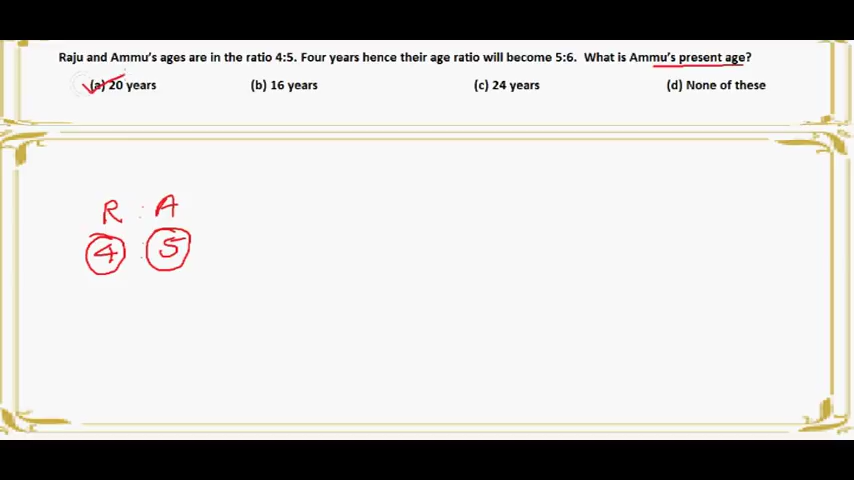 Raju and Ammu's ages are in the ratio 4:5. Four years hence their age ratio will become 5:6. What is Ammu's present age?
(a) 20 years (b) 16 years (c) 24 years (d) None of these
R : A
4 : 5